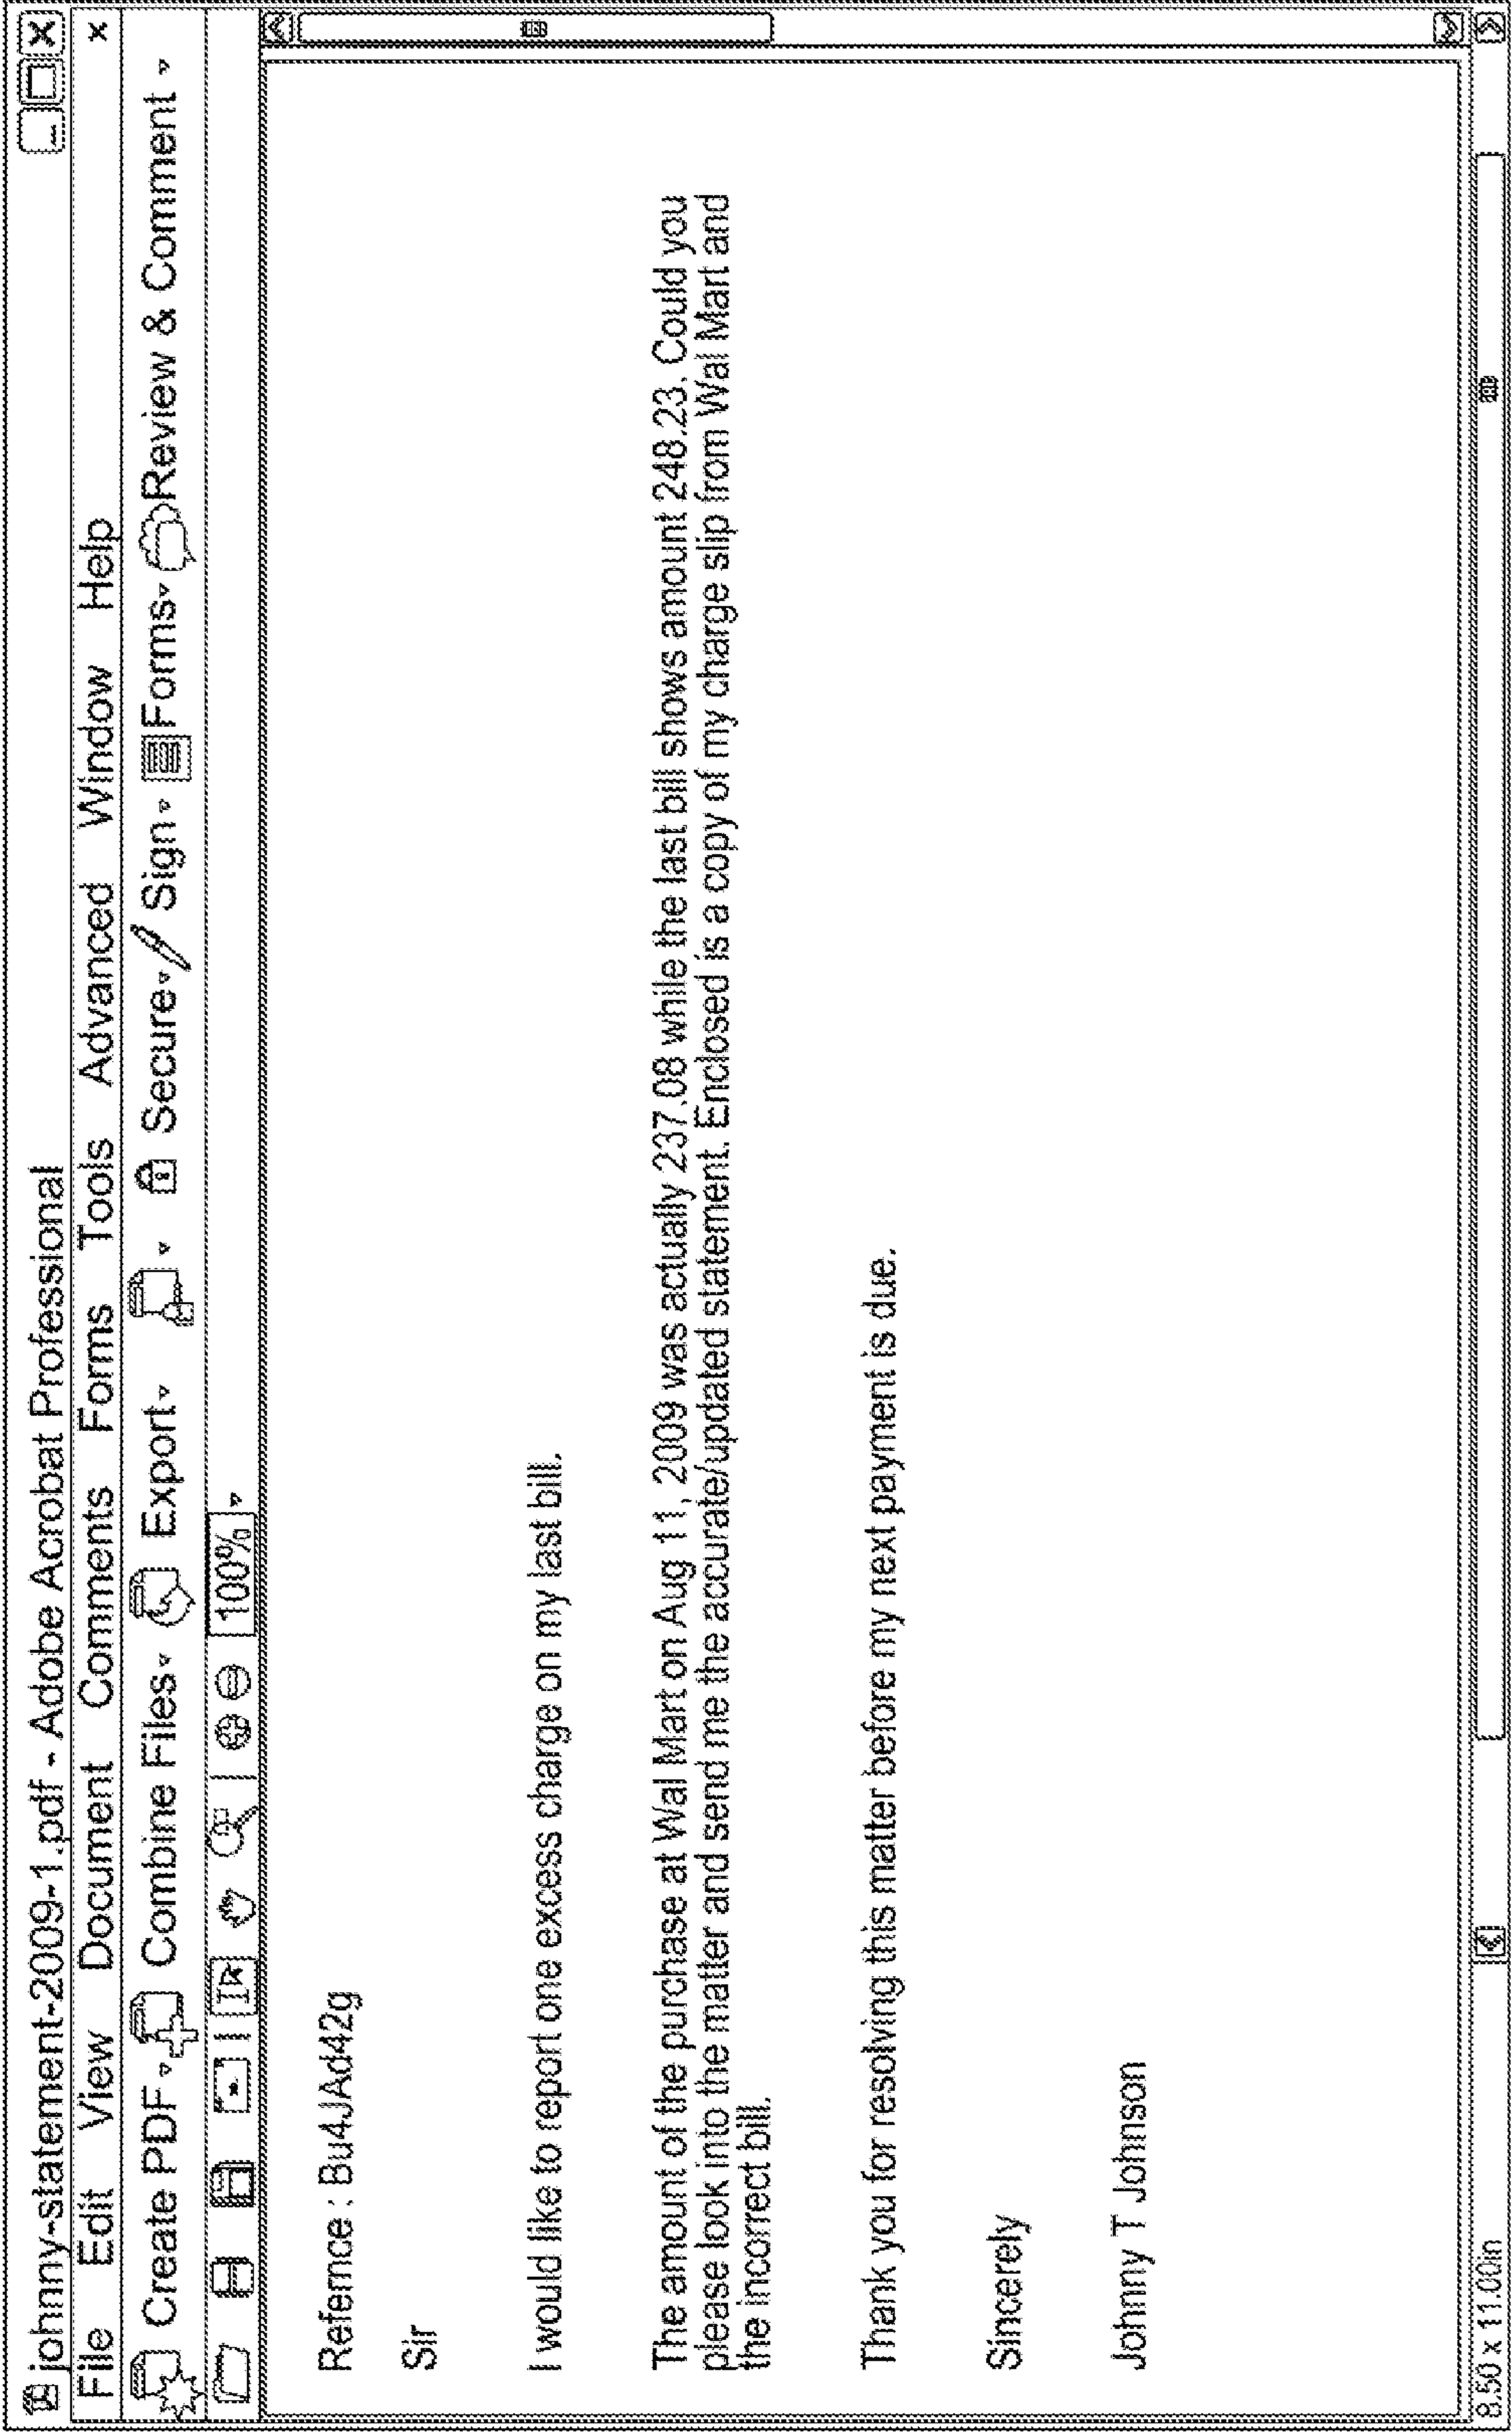 johnny-statement-2009-1.pdf - Adobe Acrobat Professional
File Edit View Document Comments Forms Tools Advanced Window Help
Create PDF Combine Files Export Secure Sign Forms Review & Comment
100%
Refernce : Bu4JAd42g
Sir
I would like to report one excess charge on my last bill.
The amount of the purchase at Wal Mart on Aug 11, 2009 was actually 237.08 while the last bill shows amount 248.23. Could you
please look into the matter and send me the accurate/updated statement. Enclosed is a copy of my charge slip from Wal Mart and
the incorrect bill.
Thank you for resolving this matter before my next payment is due.
Sincerely
Johnny T Johnson
8.50 x 11.00in